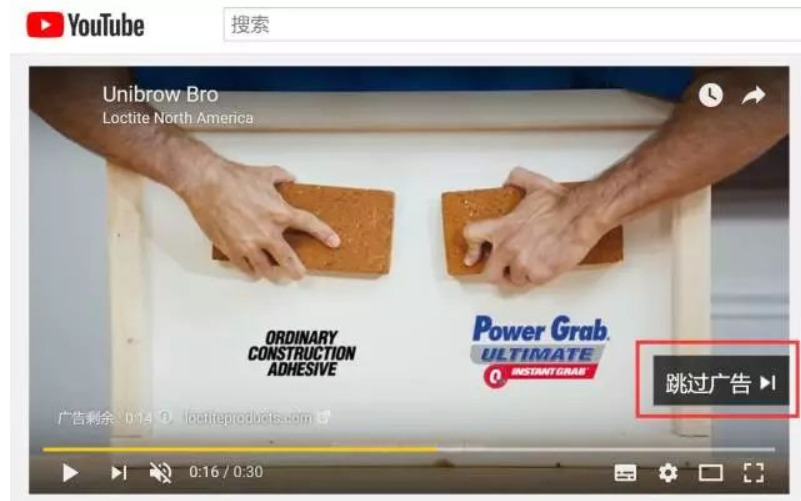 YouTube
搜索
Unibrow Bro
Loctite North America
ORDINARY
CONSTRUCTION
ADHESIVE
Power Grab
ULTIMATE
INSTANT GRAB
跳过广告
广告剩余：0:14
loctiteproducts.com
0:16 / 0:30